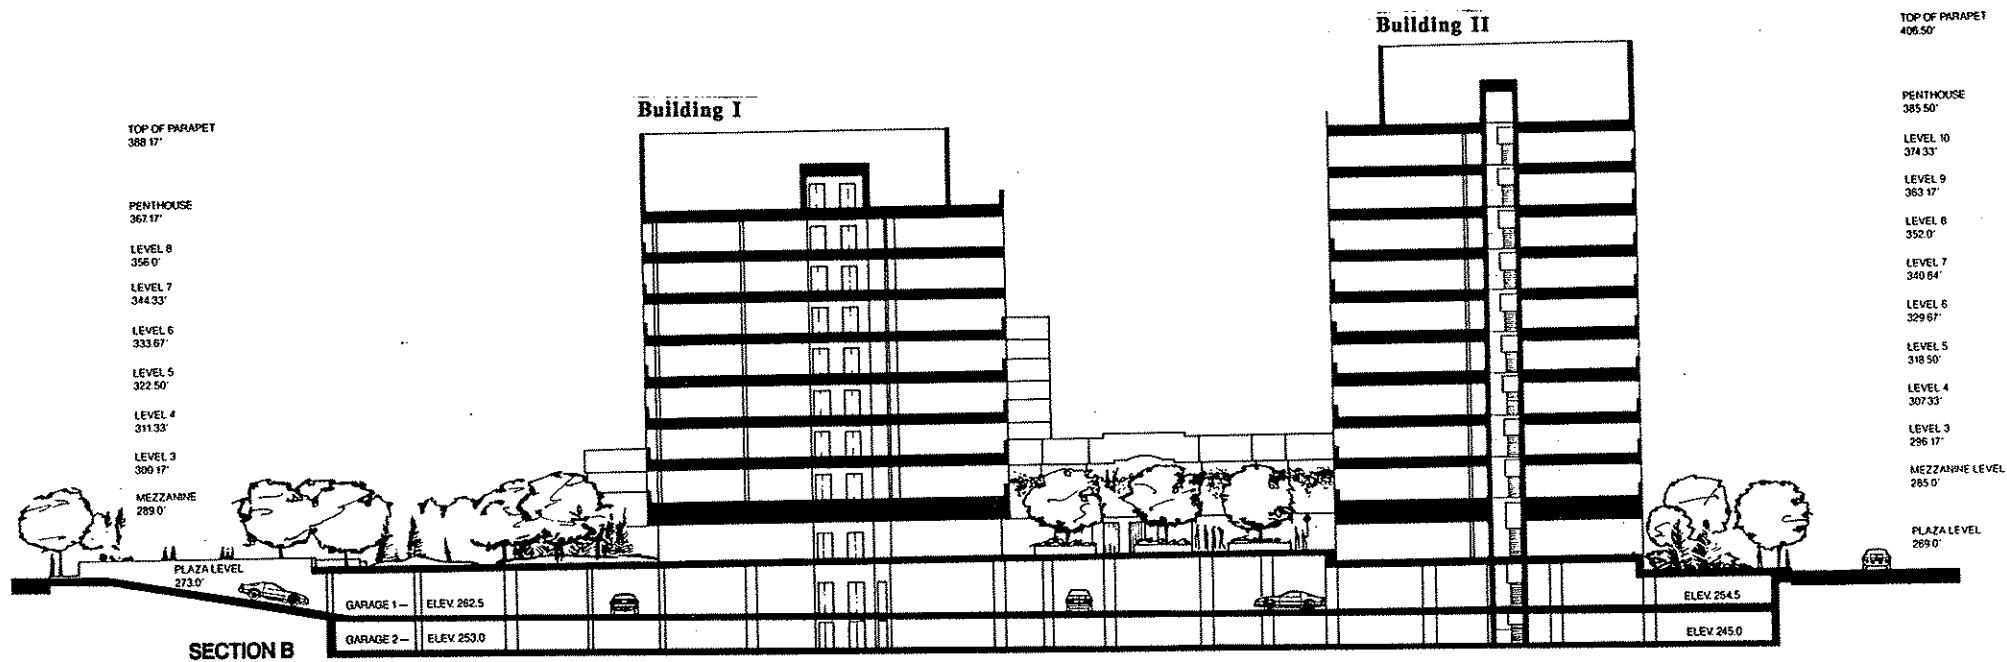 Building II
TOP OF PARAPET
406.50'
Building I
PENTHOUSE
385.50'
TOP OF PARAPET
388.17'
LEVEL 10
374.33'
LEVEL 9
363.17'
PENTHOUSE
367.17'
LEVEL 8
352.0'
LEVEL 8
356.0'
LEVEL 7
340.84'
LEVEL 7
344.33'
LEVEL 6
329.67'
LEVEL 6
333.67'
LEVEL 5
318.50'
LEVEL 5
322.50'
LEVEL 4
307.33'
LEVEL 4
311.33'
LEVEL 3
296.17'
LEVEL 3
300.17'
MEZZANINE LEVEL
285.0'
MEZZANINE
289.0'
PLAZA LEVEL
269.0'
PLAZA LEVEL
273.0'
GARAGE 1— ELEV. 262.5
ELEV. 254.5
GARAGE 2— ELEV. 253.0
ELEV. 245.0
SECTION B